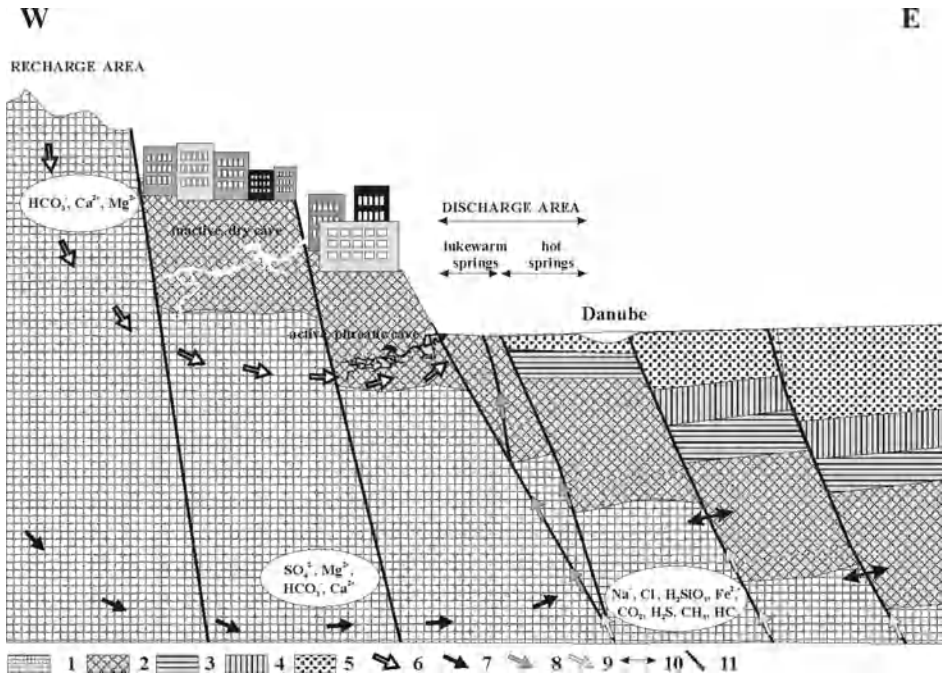 W
E
RECHARGE AREA
HCO₃⁻, Ca²⁺, Mg²⁺
inactive dry cave
DISCHARGE AREA
lukewarm springs
hot springs
Danube
active phreatic cave
SO₄²⁻, Mg²⁺,
HCO₃⁻, Ca²⁺
Na⁺, Cl⁻, H₂SIO₃, Fe²⁺,
CO₂, H₂S, CH₄, HC
1 2 3 4 5 6 7 8 9 10 11